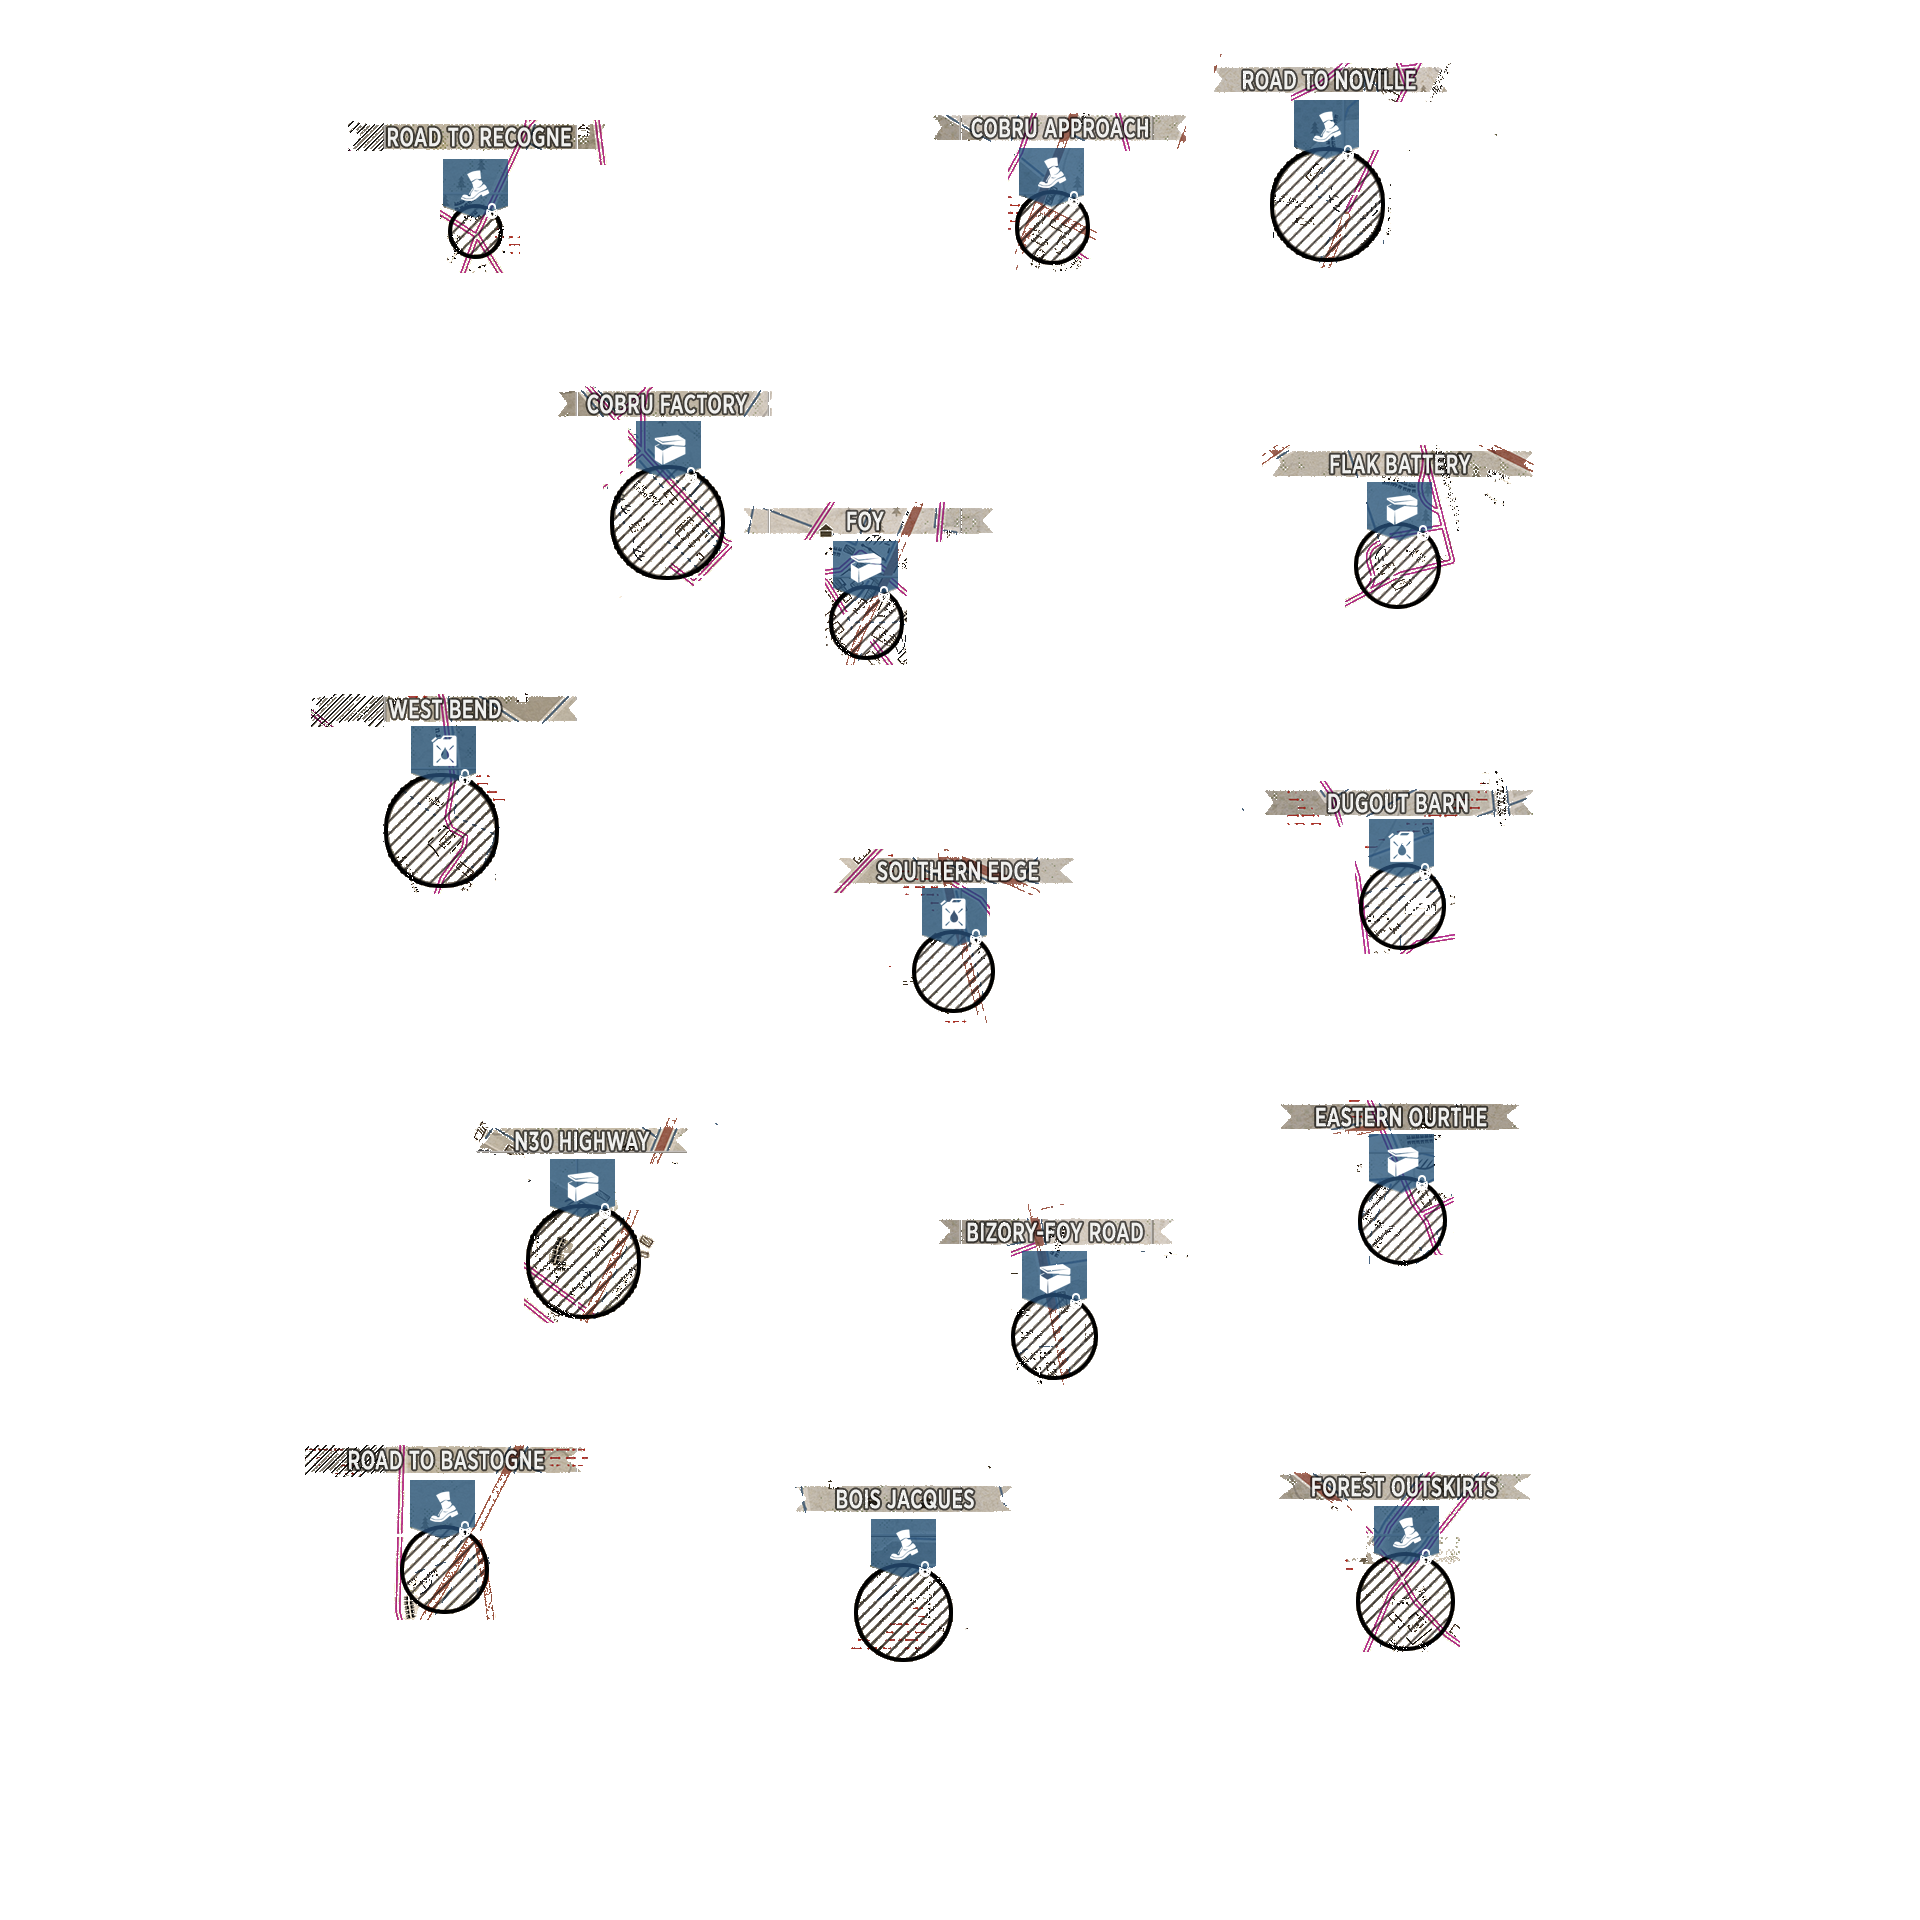 ROAD TO NOVILLE
COBRU APPROACH
ROAD TO RECOGNE
COBRU FACTORY
FLAK BATTERY
FOY
WEST BEND
DUGOUT BARN
SOUTHERN EDGE
EASTERN OURTHE
N30 HIGHWAY
BIZORY-FOY ROAD
ROAD TO BASTOGNE
FOREST OUTSKIRTS
BOIS JACQUES